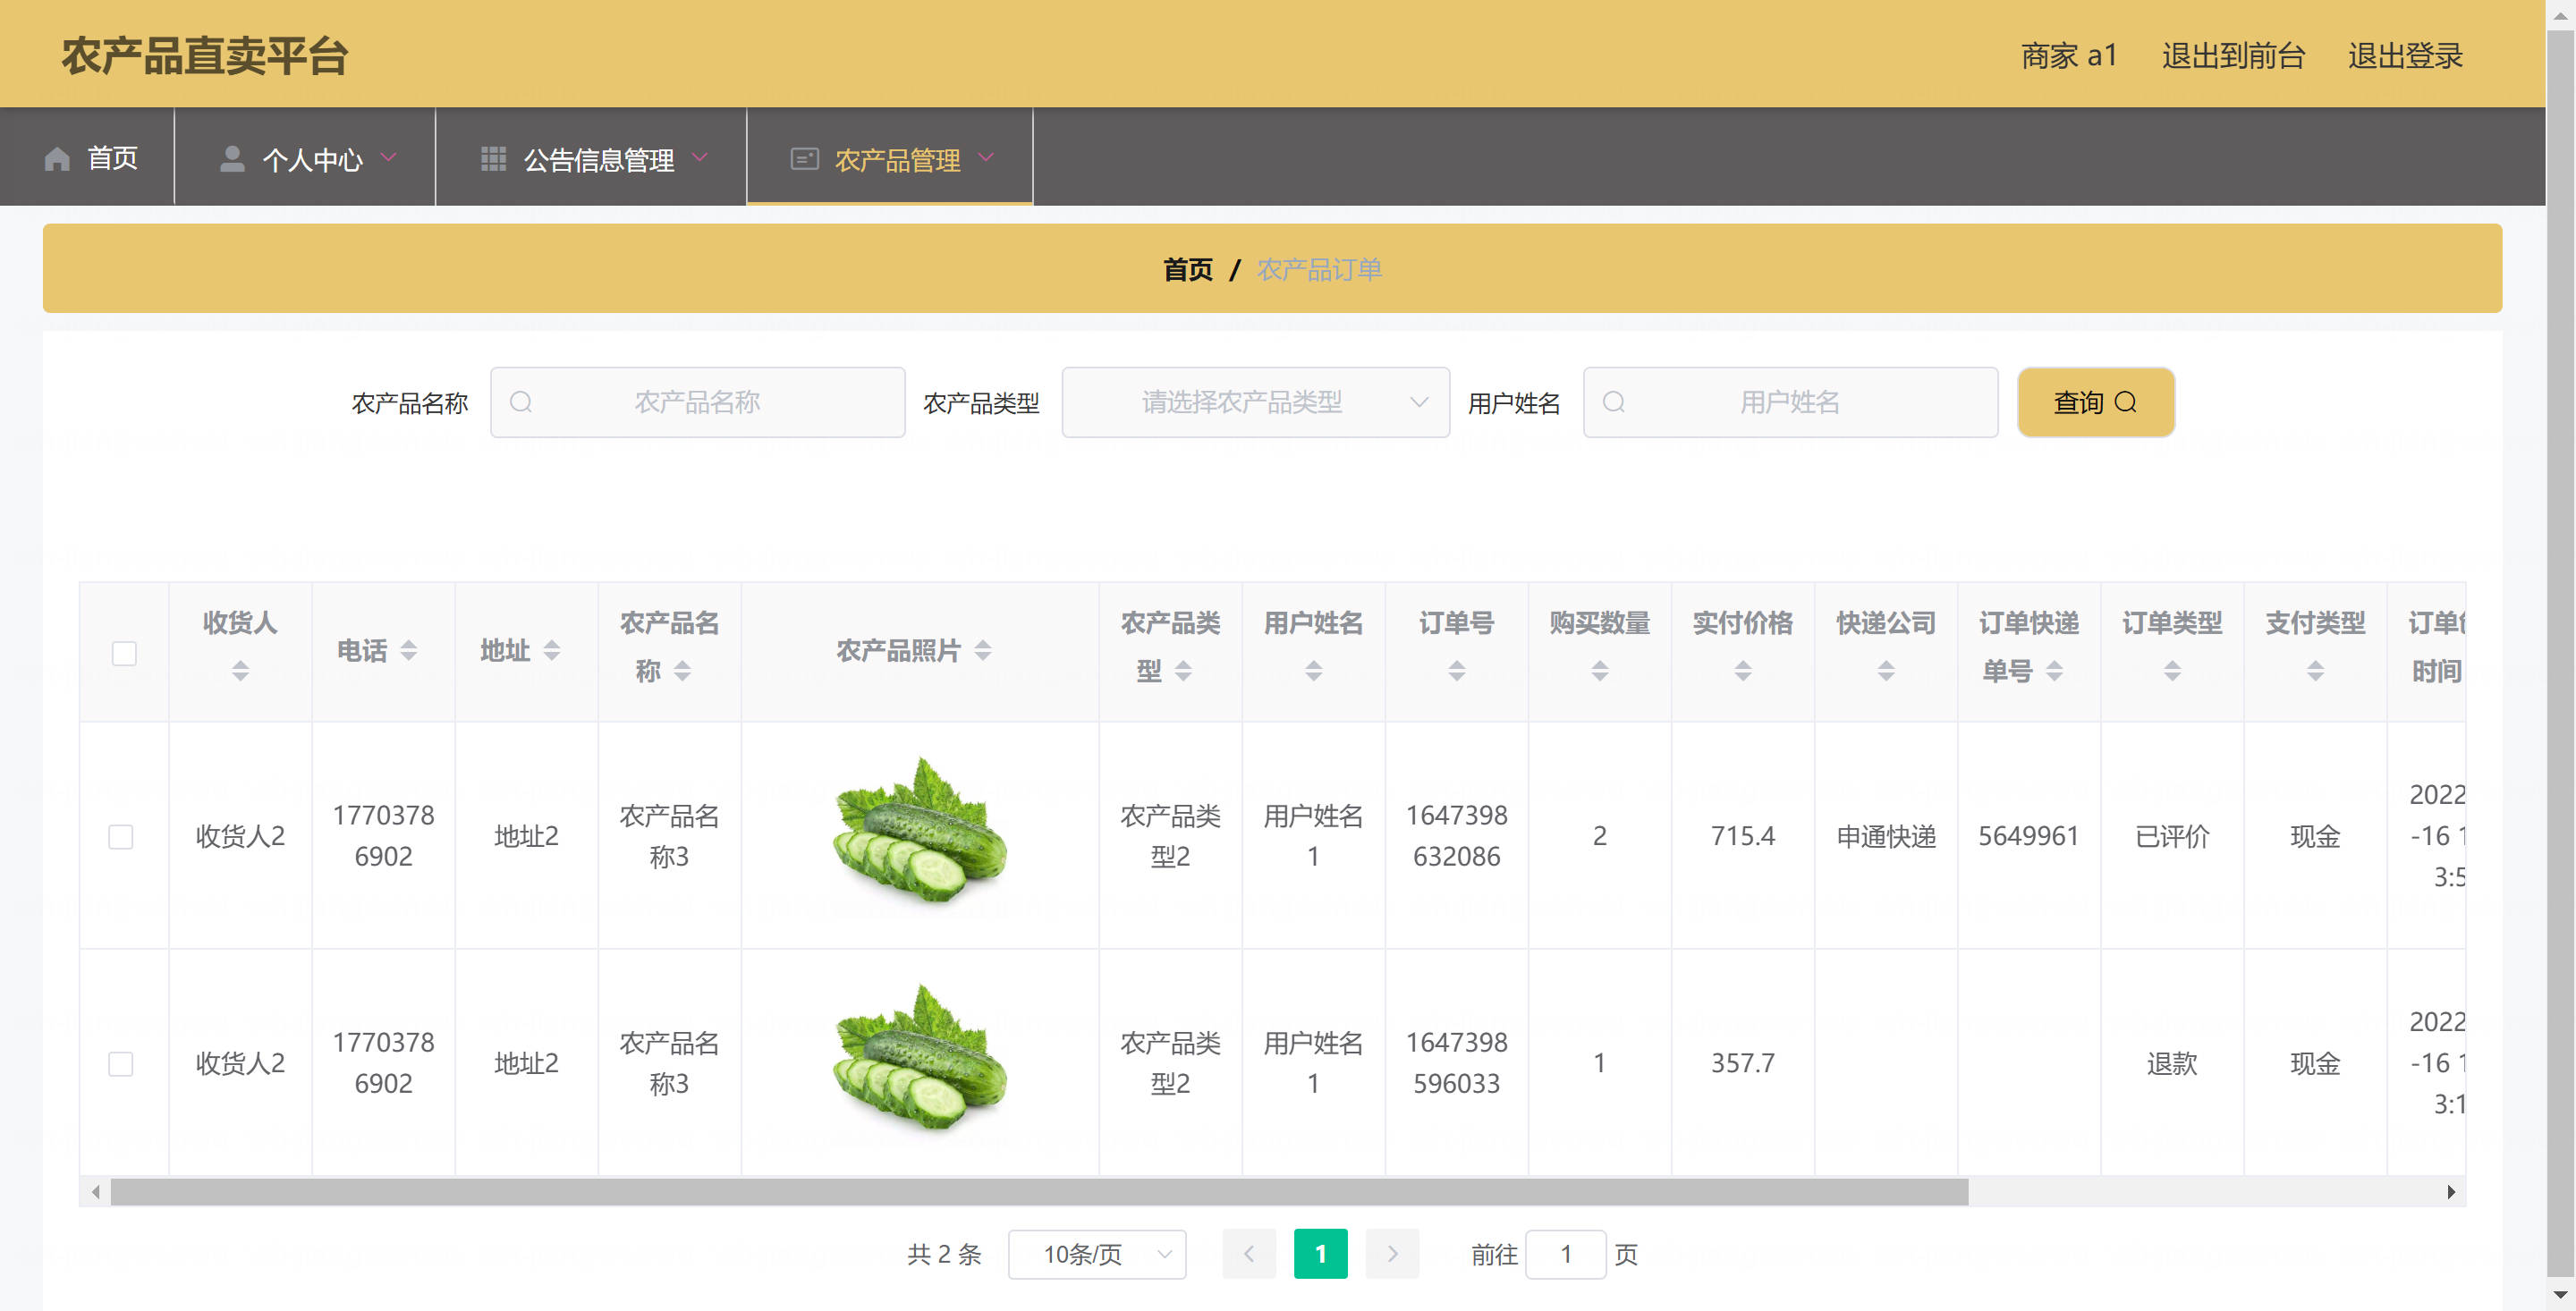 农产品直卖平台
商家 a1 退出到前台 退出登录
首页 个人中心 公告信息管理 农产品管理
首页 / 农产品订单
农产品名称 农产品名称 农产品类型 请选择农产品类型 用户姓名 用户姓名 查询
收货人 电话 地址 农产品名称 农产品照片 农产品类型 用户姓名 订单号 购买数量 实付价格 快递公司 订单快递单号 订单类型 支付类型 订单 时间
收货人2 17703786902 地址2 农产品名称3 农产品类型2 用户姓名1 1647398632086 2 715.4 申通快递 5649961 已评价 现金 2022-16 1 3:5
收货人2 17703786902 地址2 农产品名称3 农产品类型2 用户姓名1 1647398596033 1 357.7 退款 现金 2022-16 1 3:1
共 2 条 10条/页 1 前往 1 页